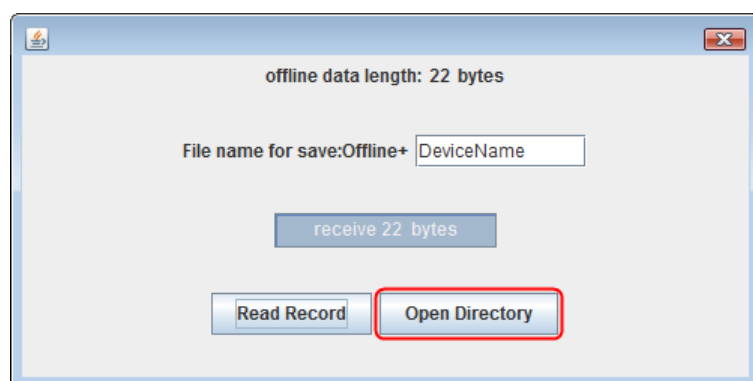 offline data length: 22 bytes
File name for save:Offline+ DeviceName
receive 22 bytes
Read Record Open Directory